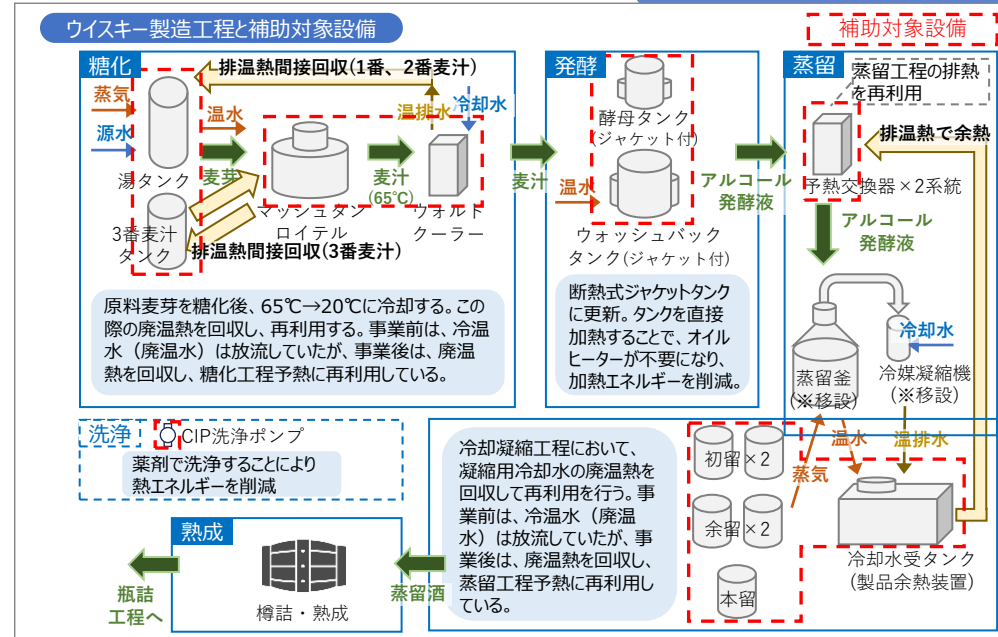 ウイスキー製造工程と補助対象設備
補助対象設備
糖化
排温熱間接回収(1番、2番麦汁)
蒸気
源水
温水
温排水
冷却水
湯タンク
麦芽
麦汁
(65℃)
3番麦汁
タンク
マッシュタン
ロイテル
ウォルト
クーラー
排温熱間接回収(3番麦汁)
原料麦芽を糖化後、65℃→20℃に冷却する。この
際の廃温熱を回収し、再利用する。事業前は、冷温
水（廃温水）は放流していたが、事業後は、廃温
熱を回収し、糖化工程予熱に再利用している。
麦汁
発酵
酵母タンク
(ジャケット付)
温水
ウォッシュバック
タンク(ジャケット付)
断熱式ジャケットタンク
に更新。タンクを直接
加熱することで、オイル
ヒーターが不要になり、
加熱エネルギーを削減。
アルコール
発酵液
蒸留
蒸留工程の排熱
を再利用
排温熱で余熱
予熱交換器×2系統
アルコール
発酵液
冷却水
蒸留釜
(※移設)
冷媒凝縮機
(※移設)
温水
温排水
蒸気
初留×2
余留×2
本留
冷却水受タンク
(製品余熱装置)
冷却凝縮工程において、
凝縮用冷却水の廃温熱を
回収して再利用を行う。事
業前は、冷温水（廃温
水）は放流していたが、事
業後は、廃温熱を回収し、
蒸留工程予熱に再利用し
ている。
洗浄
CIP洗浄ポンプ
薬剤で洗浄することにより
熱エネルギーを削減
蒸留酒
熟成
樽詰・熟成
瓶詰
工程へ